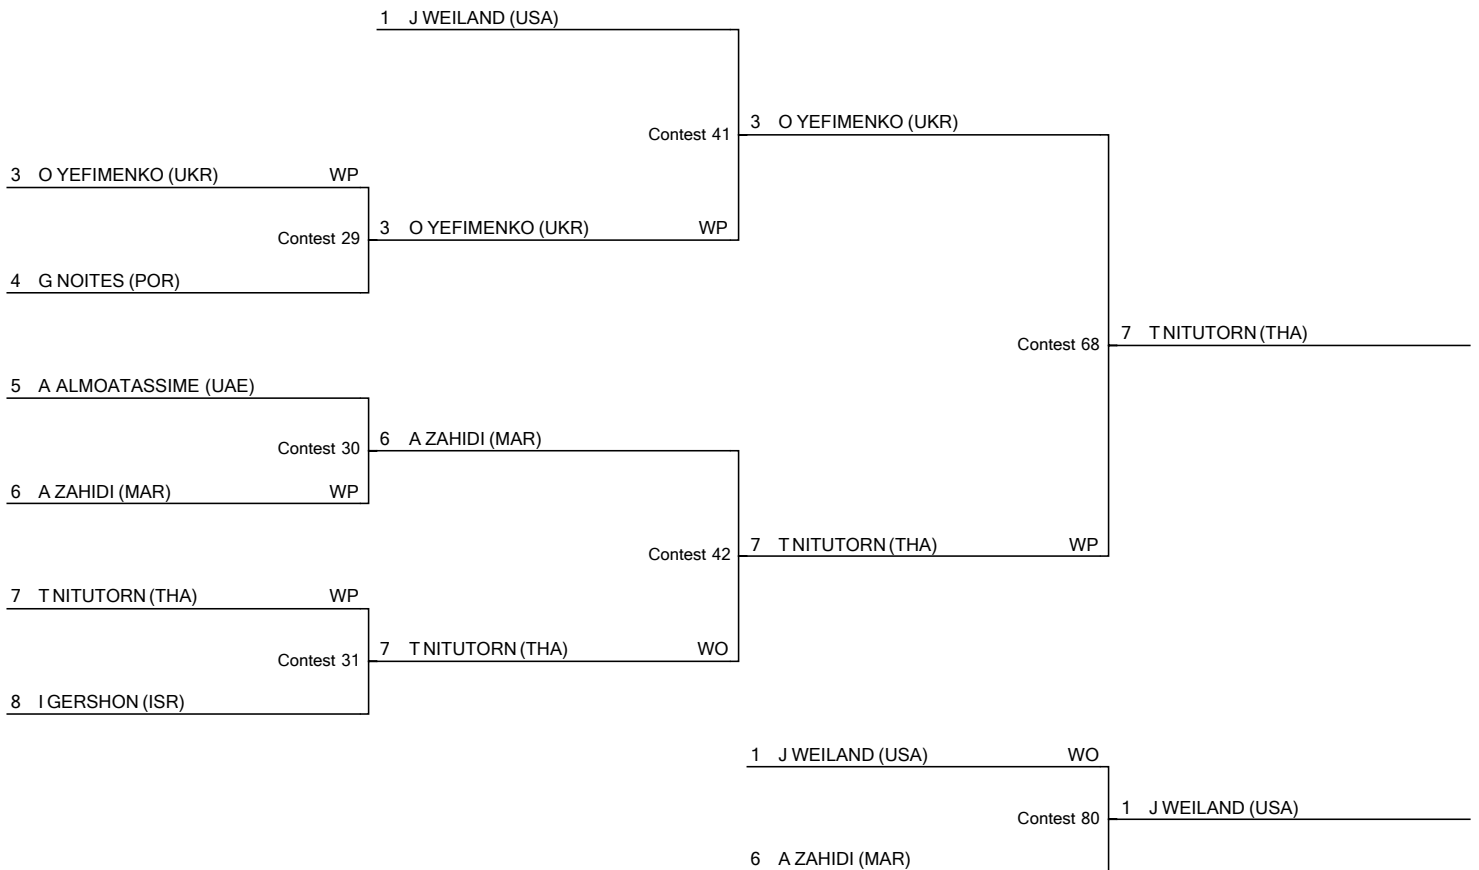 1 J WEILAND (USA)
Contest 41
3 O YEFIMENKO (UKR)
3 O YEFIMENKO (UKR) WP
Contest 29
3 O YEFIMENKO (UKR) WP
4 G NOITES (POR)
Contest 68
7 T NITUTORN (THA)
5 A ALMOATASSIME (UAE)
Contest 30
6 A ZAHIDI (MAR)
6 A ZAHIDI (MAR) WP
Contest 42
7 T NITUTORN (THA) WP
7 T NITUTORN (THA) WP
Contest 31
7 T NITUTORN (THA) WO
8 I GERSHON (ISR)
1 J WEILAND (USA) WO
Contest 80
1 J WEILAND (USA)
6 A ZAHIDI (MAR)